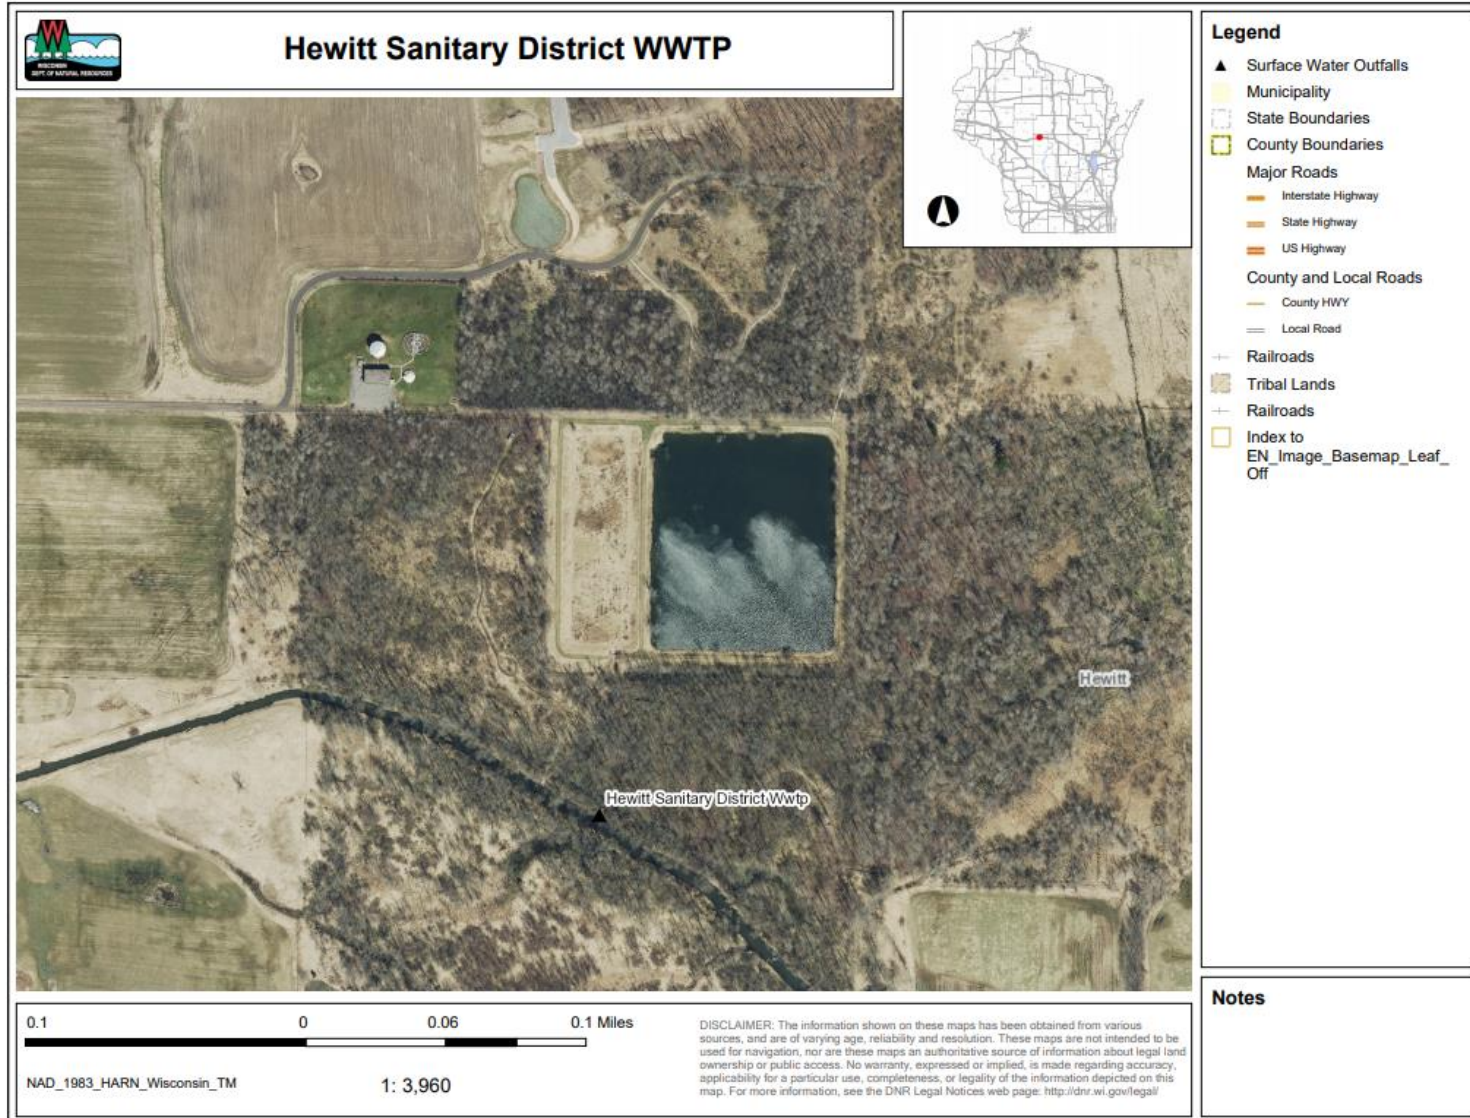 WISCONSIN
DEPT. OF NATURAL RESOURCES
Hewitt Sanitary District WWTP
Legend
Surface Water Outfalls
Municipality
State Boundaries
County Boundaries
Major Roads
Interstate Highway
State Highway
US Highway
County and Local Roads
County HWY
Local Road
Railroads
Tribal Lands
Railroads
Index to
EN_Image_Basemap_Leaf_
Off
Hewitt
Hewitt Sanitary District Wwtp
Notes
0.1 0 0.06 0.1 Miles
NAD_1983_HARN_Wisconsin_TM
1: 3,960
DISCLAIMER: The information shown on these maps has been obtained from various
sources, and are of varying age, reliability and resolution. These maps are not intended to be
used for navigation, nor are these maps an authoritative source of information about legal land
ownership or public access. No warranty, expressed or implied, is made regarding accuracy,
applicability for a particular use, completeness, or legality of the information depicted on this
map. For more information, see the DNR Legal Notices web page: http://dnr.wi.gov/legal/